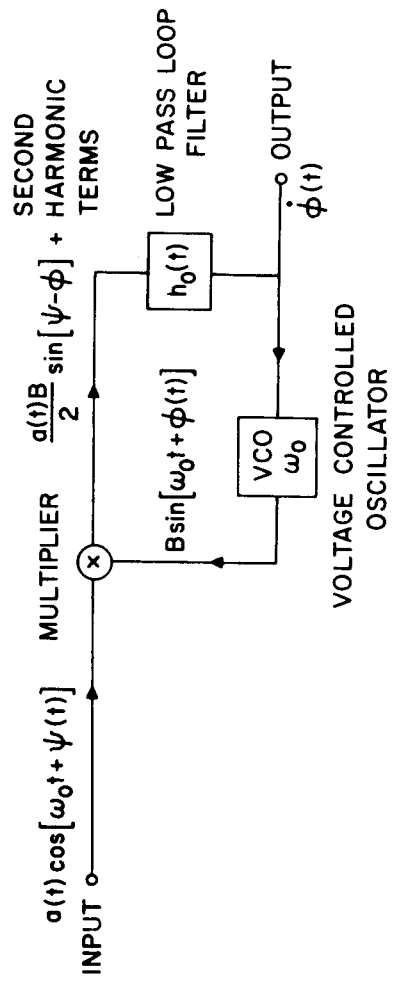 INPUT
a(t) cos[ω₀t + ψ(t)]
MULTIPLIER
×
a(t)B/2 sin[ψ-φ] + SECOND
HARMONIC
TERMS
B sin[ω₀t + φ(t)]
h₀(t)
LOW PASS LOOP
FILTER
VCO
ω₀
VOLTAGE CONTROLLED
OSCILLATOR
OUTPUT
φ̇(t)